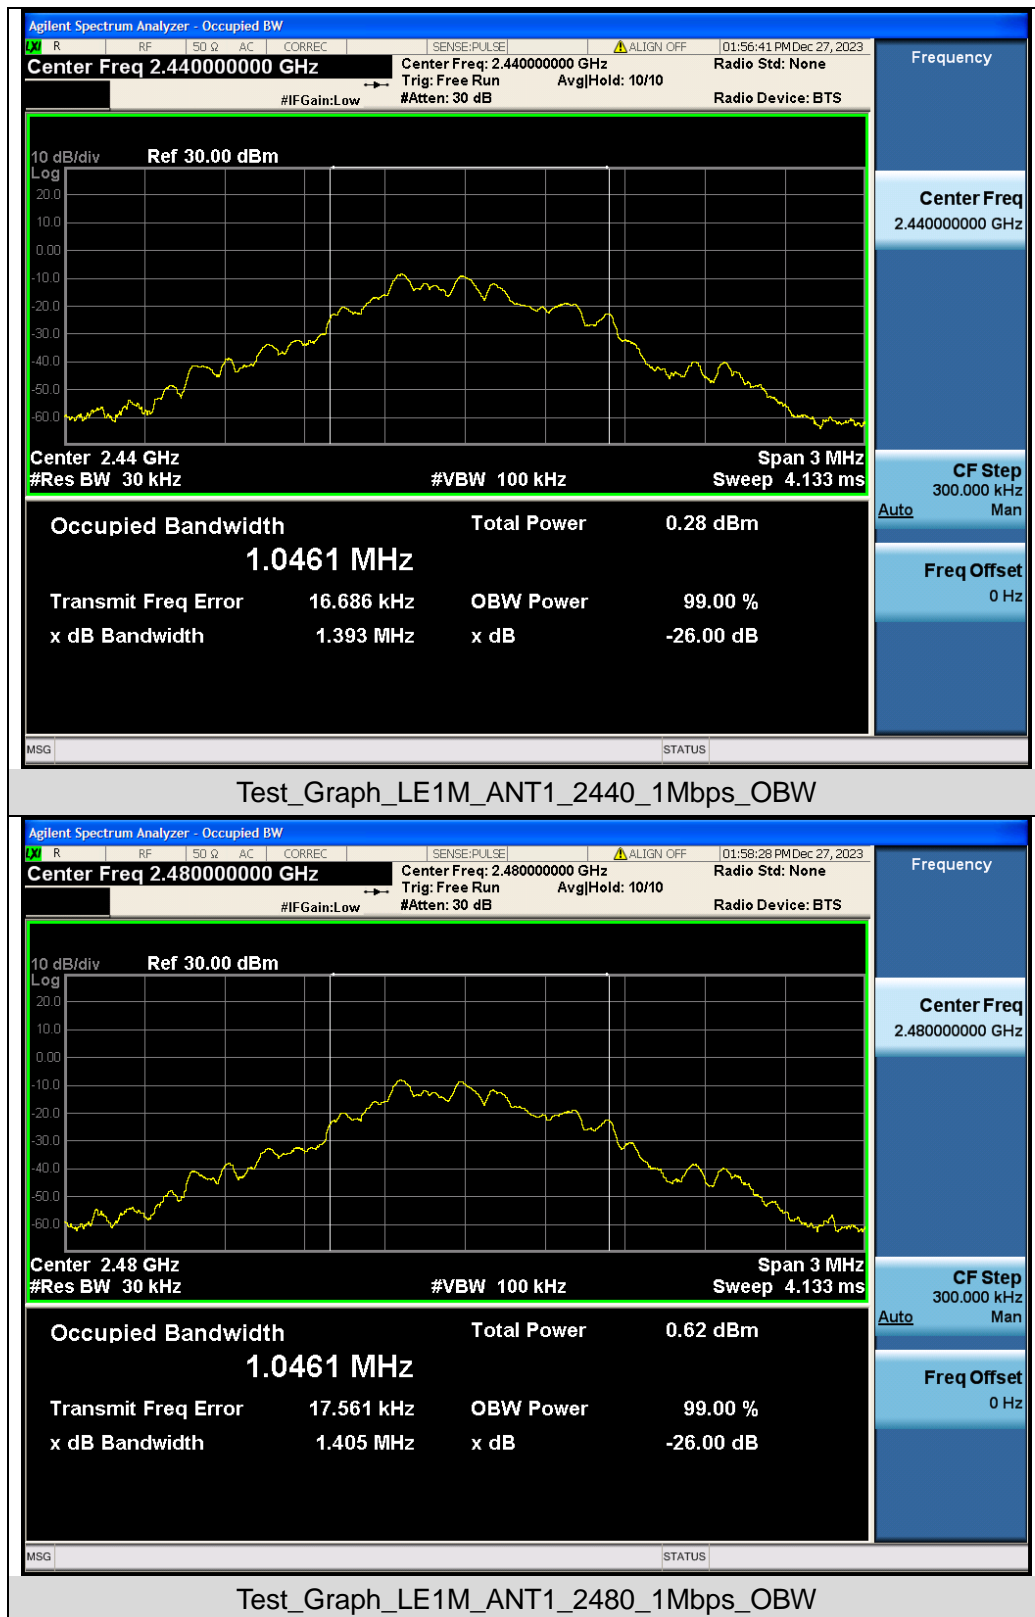 Agilent Spectrum Analyzer - Occupied BW
LXI R RF 50 Ω AC CORREC SENSE:PULSE ALIGN OFF 01:56:41 PM Dec 27, 2023
Center Freq 2.440000000 GHz
Center Freq: 2.440000000 GHz
Radio Std: None
Trig: Free Run Avg|Hold: 10/10
#IFGain:Low
#Atten: 30 dB
Radio Device: BTS
Frequency
10 dB/div Ref 30.00 dBm
Log
20.0
10.0
0.00
-10.0
-20.0
-30.0
-40.0
-50.0
-60.0
Center Freq
2.440000000 GHz
Center 2.44 GHz Span 3 MHz
#Res BW 30 kHz #VBW 100 kHz Sweep 4.133 ms
CF Step
300.000 kHz
Auto Man
Occupied Bandwidth Total Power 0.28 dBm
1.0461 MHz
Transmit Freq Error 16.686 kHz OBW Power 99.00 %
x dB Bandwidth 1.393 MHz x dB -26.00 dB
Freq Offset
0 Hz
MSG STATUS
Test_Graph_LE1M_ANT1_2440_1Mbps_OBW
Agilent Spectrum Analyzer - Occupied BW
LXI R RF 50 Ω AC CORREC SENSE:PULSE ALIGN OFF 01:58:28 PM Dec 27, 2023
Center Freq 2.480000000 GHz
Center Freq: 2.480000000 GHz
Radio Std: None
Trig: Free Run Avg|Hold: 10/10
#IFGain:Low
#Atten: 30 dB
Radio Device: BTS
Frequency
10 dB/div Ref 30.00 dBm
Log
20.0
10.0
0.00
-10.0
-20.0
-30.0
-40.0
-50.0
-60.0
Center Freq
2.480000000 GHz
Center 2.48 GHz Span 3 MHz
#Res BW 30 kHz #VBW 100 kHz Sweep 4.133 ms
CF Step
300.000 kHz
Auto Man
Occupied Bandwidth Total Power 0.62 dBm
1.0461 MHz
Transmit Freq Error 17.561 kHz OBW Power 99.00 %
x dB Bandwidth 1.405 MHz x dB -26.00 dB
Freq Offset
0 Hz
MSG STATUS
Test_Graph_LE1M_ANT1_2480_1Mbps_OBW